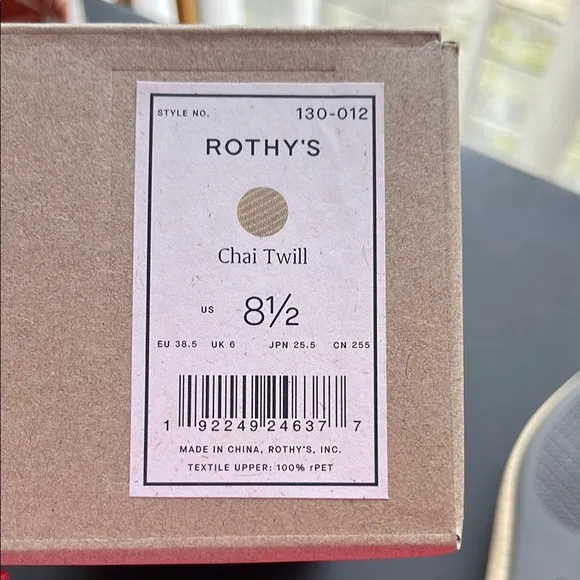 STYLE NO. 130-012
ROTHY'S
Chai Twill
US 8½
EU 38.5 UK 6 JPN 25.5 CN 255
1 92249 24637 7
MADE IN CHINA, ROTHY'S, INC.
TEXTILE UPPER: 100% rPET